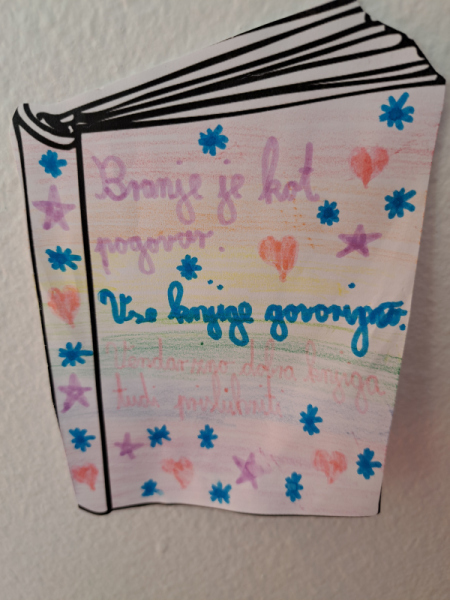 Branje je kot
pogovor.
Vse knjige govorijo.
dobra knjiga
tudi